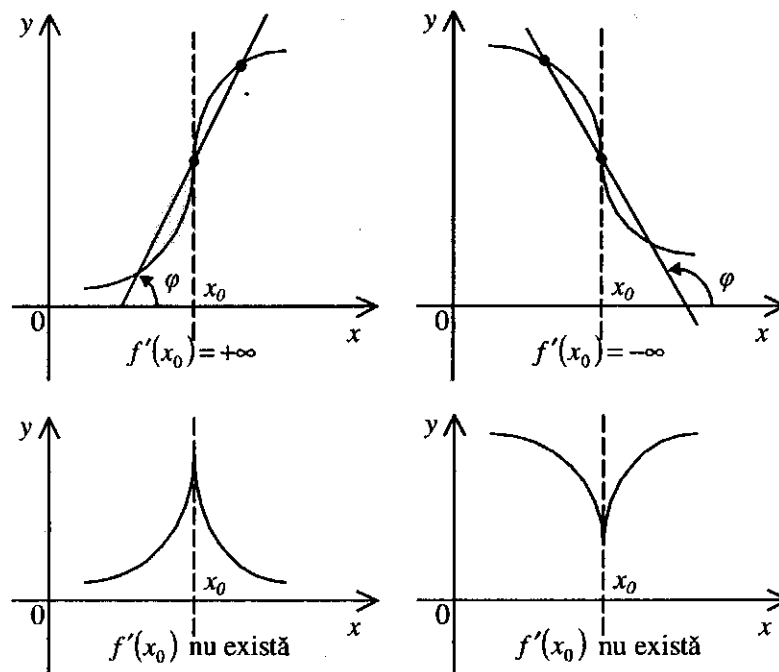 y
y
φ
x₀
φ
x₀
0
x
0
x
f′(x₀) = +∞
f′(x₀) = −∞
y
y
x₀
x₀
0
x
0
x
f′(x₀) nu există
f′(x₀) nu există